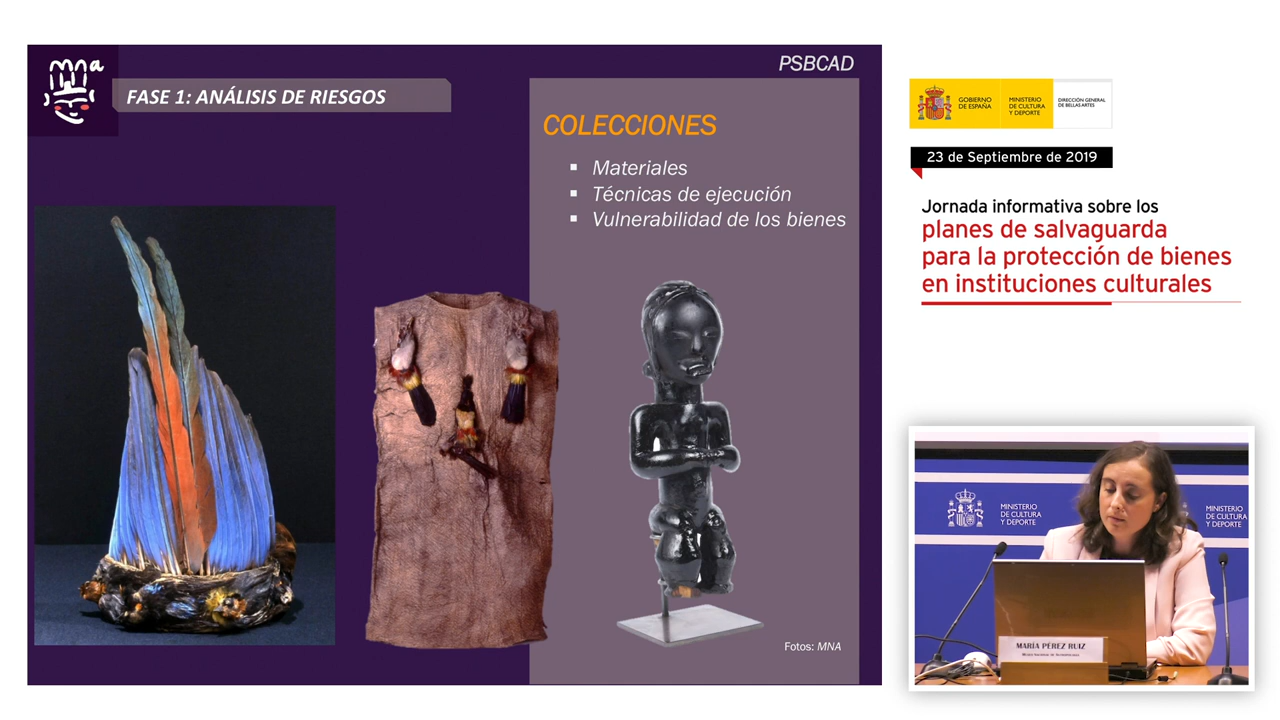 mna
FASE 1: ANÁLISIS DE RIESGOS
PSBCAD
COLECCIONES
▪ Materiales
▪ Técnicas de ejecución
▪ Vulnerabilidad de los bienes
Fotos: MNA
GOBIERNO
DE ESPAÑA
MINISTERIO
DE CULTURA
Y DEPORTE
DIRECCIÓN GENERAL
DE BELLAS ARTES
23 de Septiembre de 2019
Jornada informativa sobre los
planes de salvaguarda
para la protección de bienes
en instituciones culturales
MINISTERIO
DE CULTURA
Y DEPORTE
MINISTERIO
DE CULTURA
Y DEPORTE
MARÍA PÉREZ RUIZ